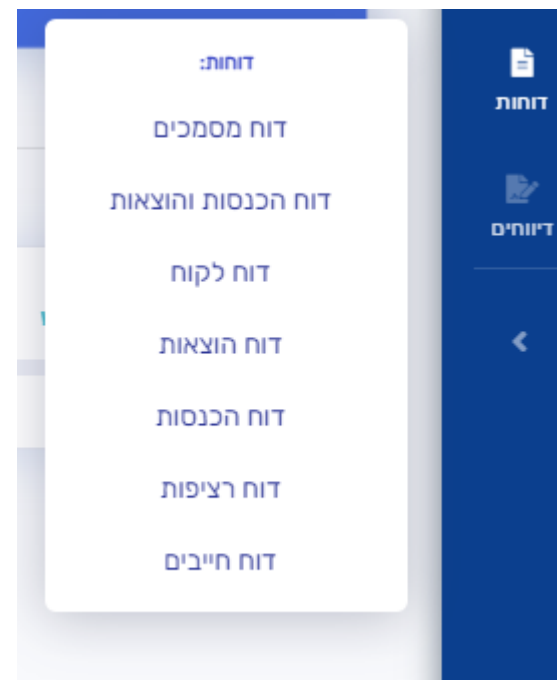 דוחות:
דוח מסמכים
דוח הכנסות והוצאות
דוח לקוח
דוח הוצאות
דוח הכנסות
דוח רציפות
דוח חייבים
דוחות
דיווחים